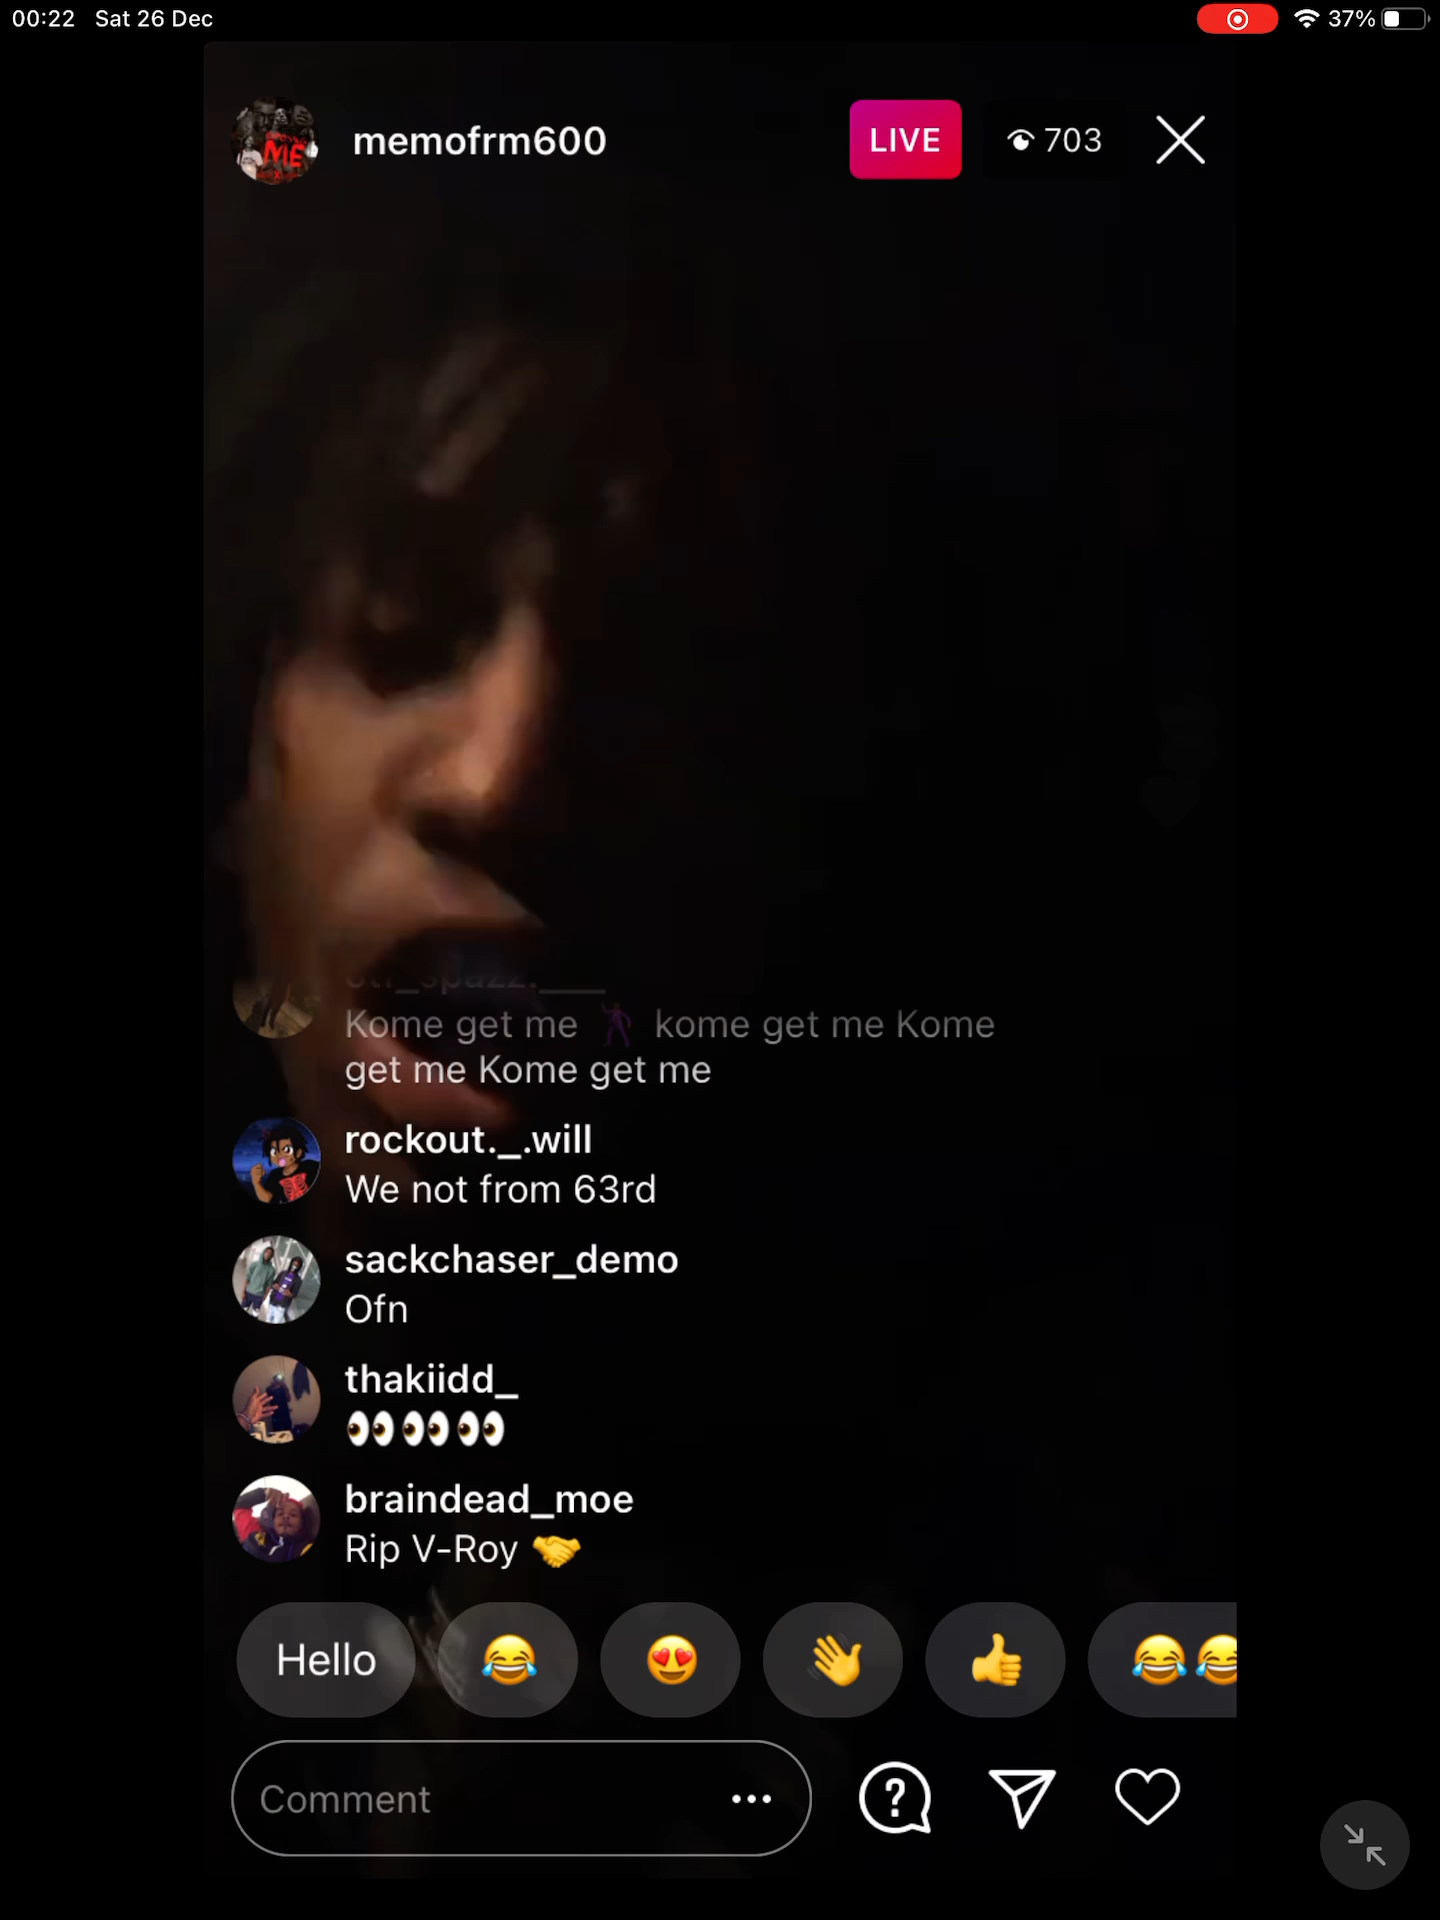 00:22 Sat 26 Dec
37%
memofrm600
LIVE
703
ME
Kome get me 🕺 kome get me Kome
get me Kome get me
rockout._.will
We not from 63rd
sackchaser_demo
Ofn
thakiidd_
👀👀👀
braindead_moe
Rip V-Roy 🤝
Hello 😂 😍 👋 👍 😂😂
Comment